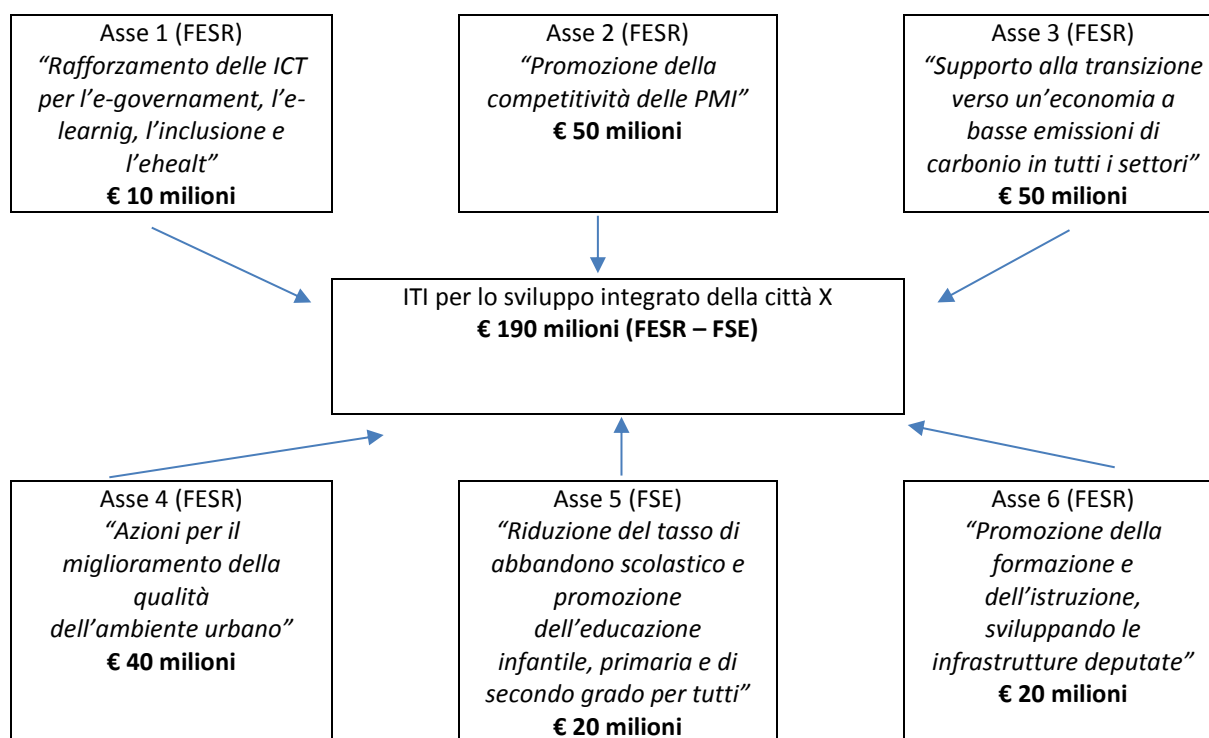 Asse 1 (FESR)
“Rafforzamento delle ICT
per l’e-governament, l’e-
learnig, l’inclusione e
l’ehealt”
€ 10 milioni
Asse 2 (FESR)
“Promozione della
competitività delle PMI”
€ 50 milioni
Asse 3 (FESR)
“Supporto alla transizione
verso un’economia a
basse emissioni di
carbonio in tutti i settori”
€ 50 milioni
ITI per lo sviluppo integrato della città X
€ 190 milioni (FESR – FSE)
Asse 4 (FESR)
“Azioni per il
miglioramento della
qualità
dell’ambiente urbano”
€ 40 milioni
Asse 5 (FSE)
“Riduzione del tasso di
abbandono scolastico e
promozione
dell’educazione
infantile, primaria e di
secondo grado per tutti”
€ 20 milioni
Asse 6 (FESR)
“Promozione della
formazione e
dell’istruzione,
sviluppando le
infrastrutture deputate”
€ 20 milioni